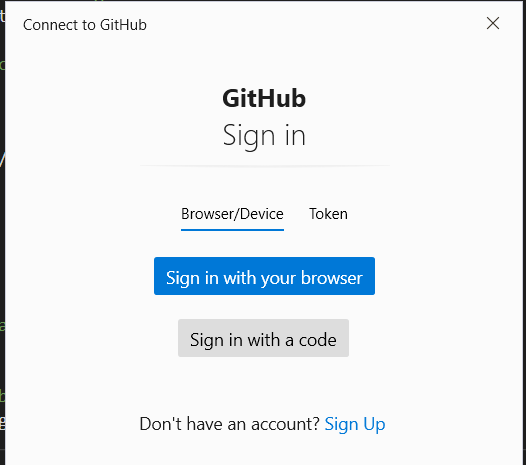 Connect to GitHub
GitHub
Sign in
Browser/Device Token
Sign in with your browser
Sign in with a code
Don't have an account? Sign Up